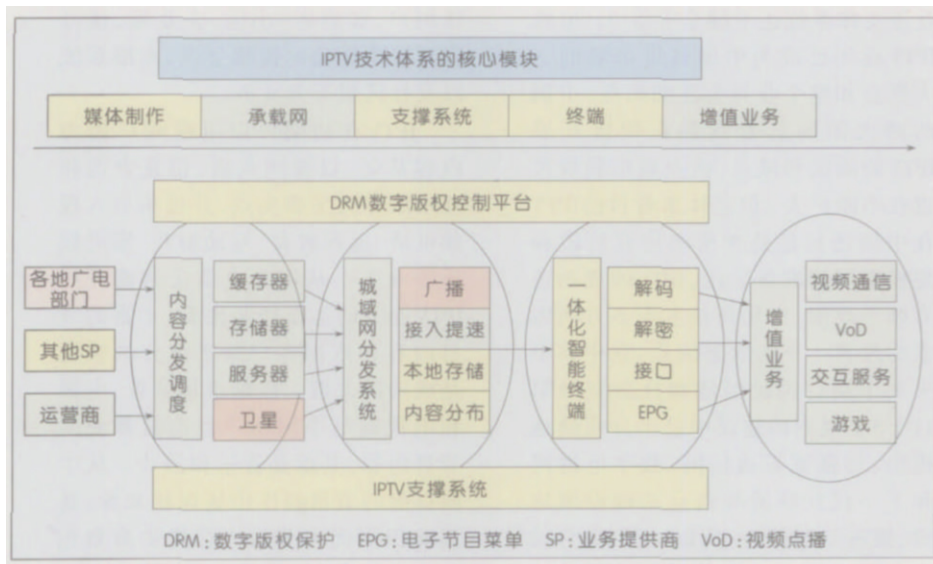 IPTV技术体系的核心模块
媒体制作
承载网
支撑系统
终端
增值业务
DRM数字版权控制平台
各地广电
部门
其他SP
运营商
内容分发调度
缓存器
存储器
服务器
卫星
城域网分发系统
广播
接入提速
本地存储
内容分布
一体化智能终端
解码
解密
接口
EPG
增值业务
视频通信
VoD
交互服务
游戏
IPTV支撑系统
DRM:数字版权保护 EPG:电子节目菜单 SP:业务提供商 VoD:视频点播